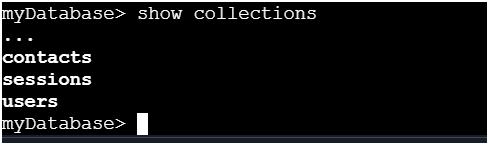 myDatabase> show collections
...
contacts
sessions
users
myDatabase>